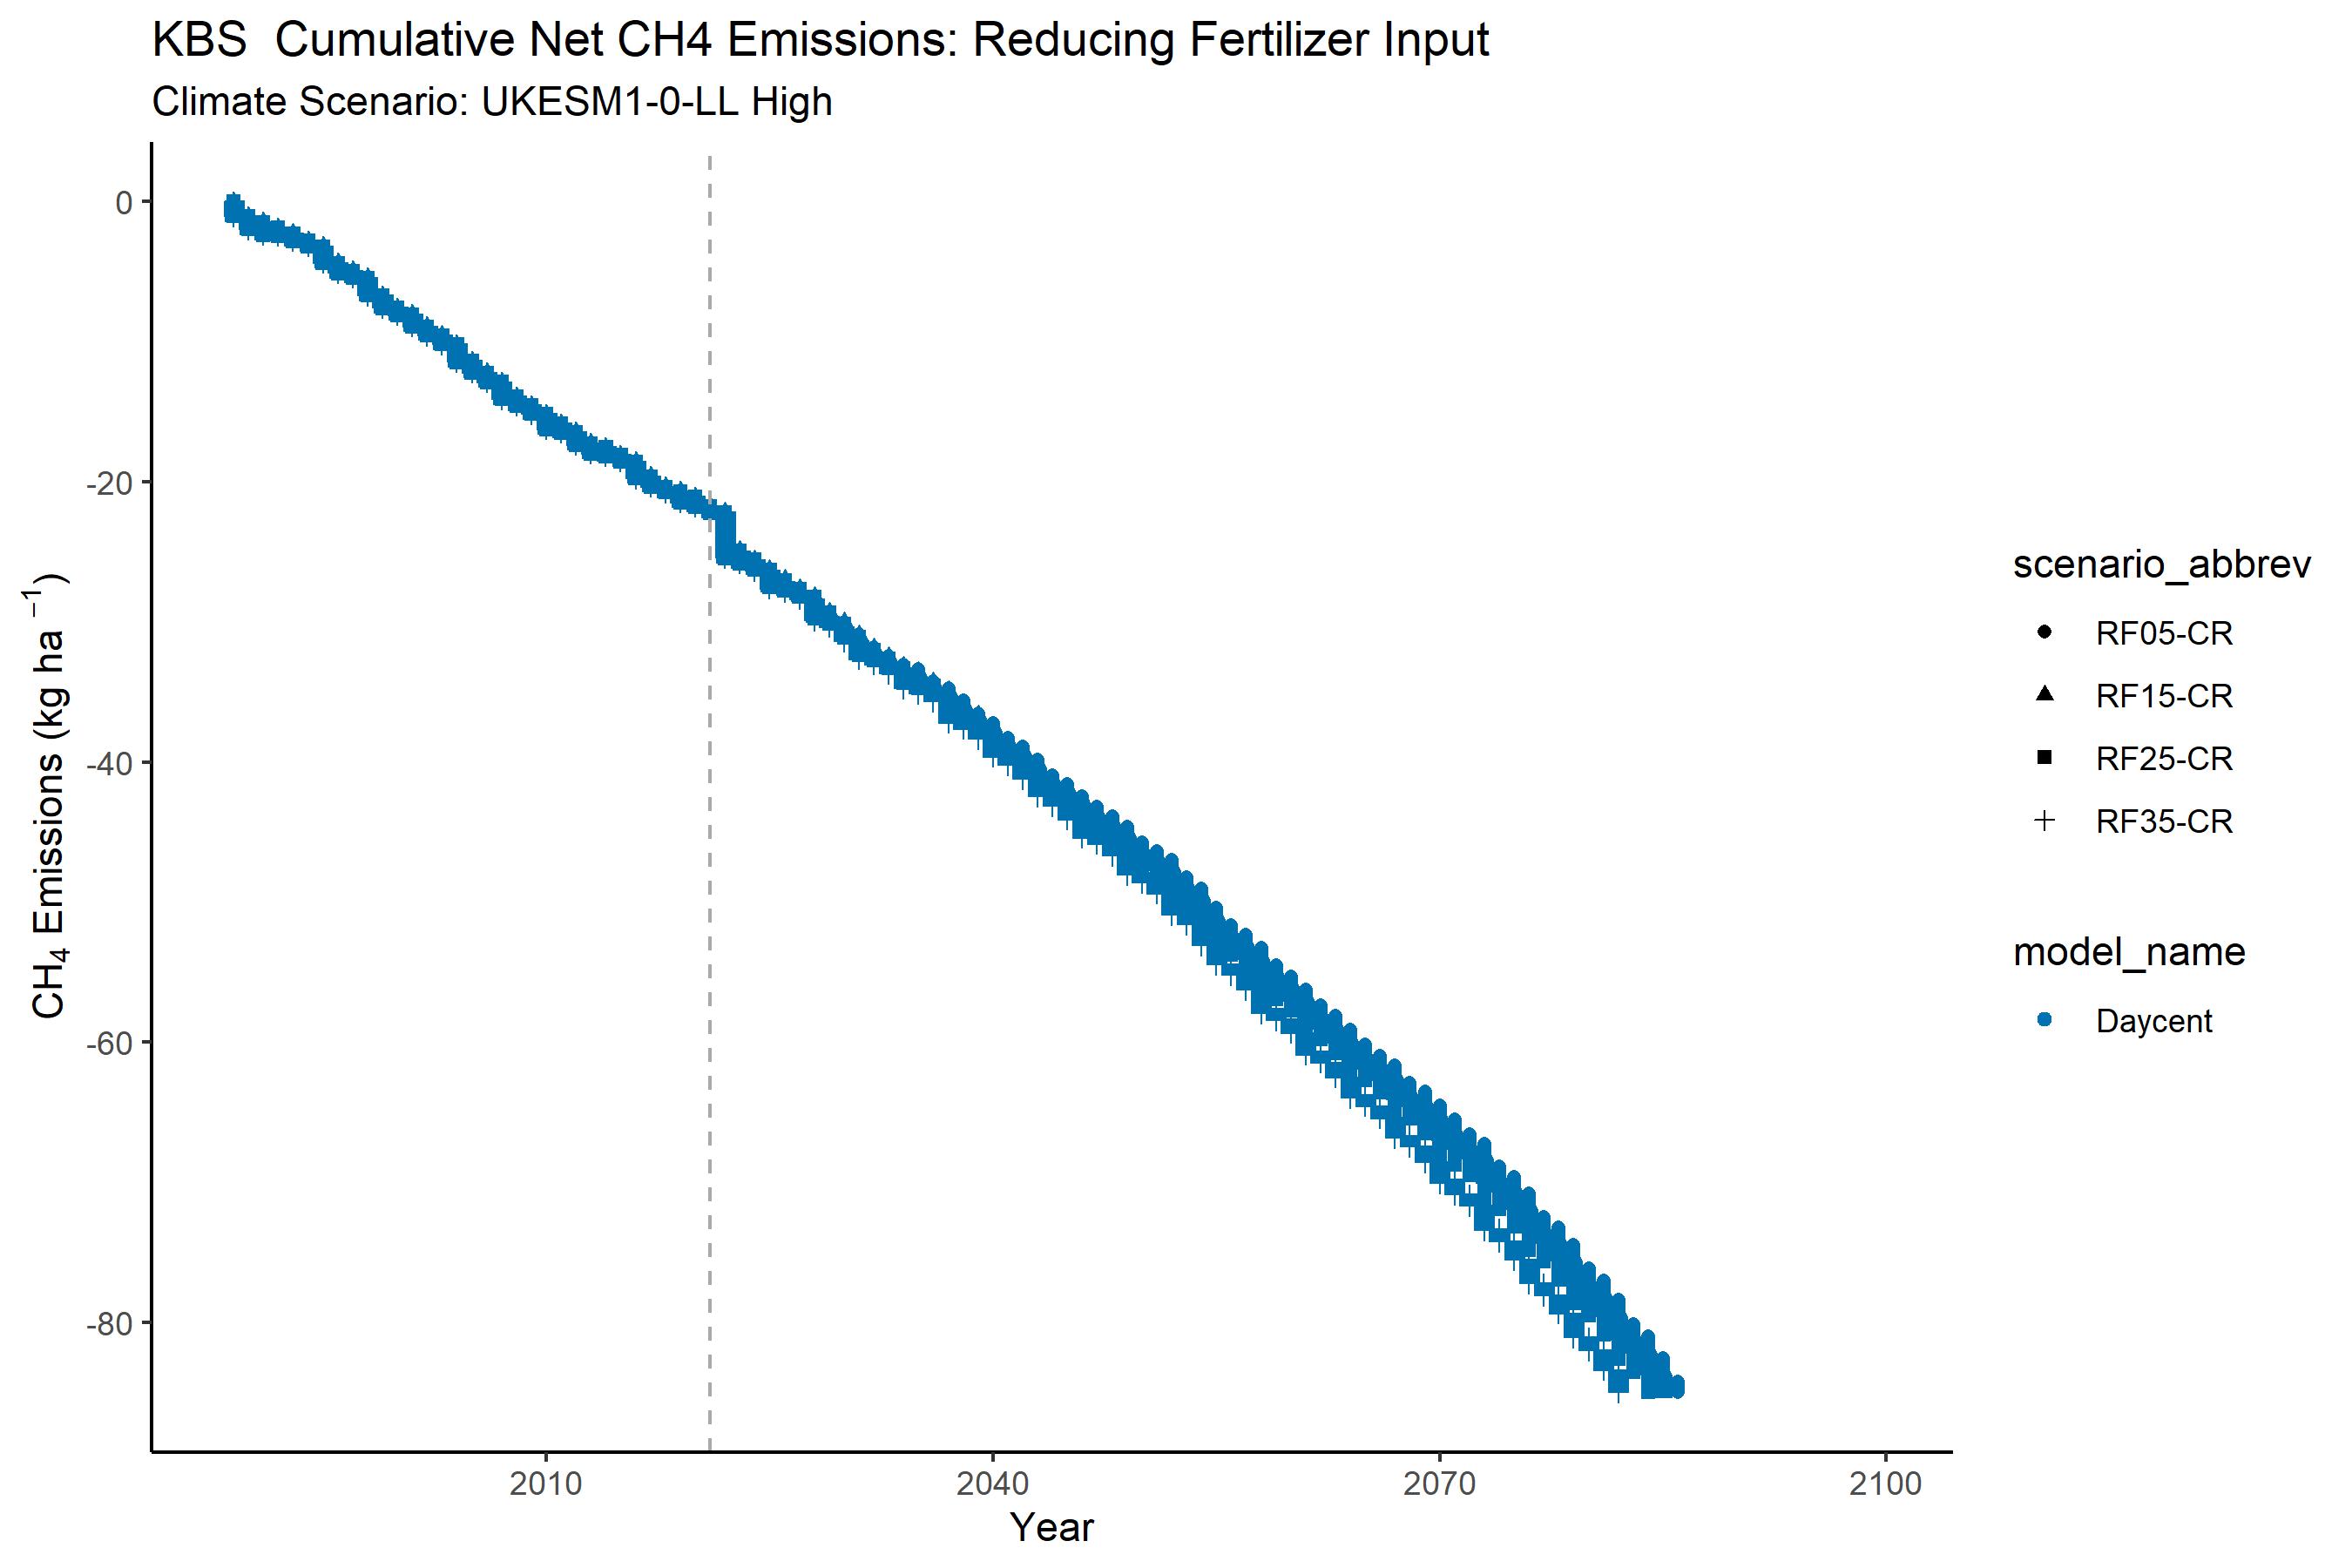 KBS  Cumulative Net CH4 Emissions: Reducing Fertilizer Input
Climate Scenario: UKESM1-0-LL High
CH₄ Emissions (kg ha ⁻¹)
0
-20
-40
-60
-80
2010
2040
2070
2100
Year
scenario_abbrev
RF05-CR
RF15-CR
RF25-CR
RF35-CR
model_name
Daycent